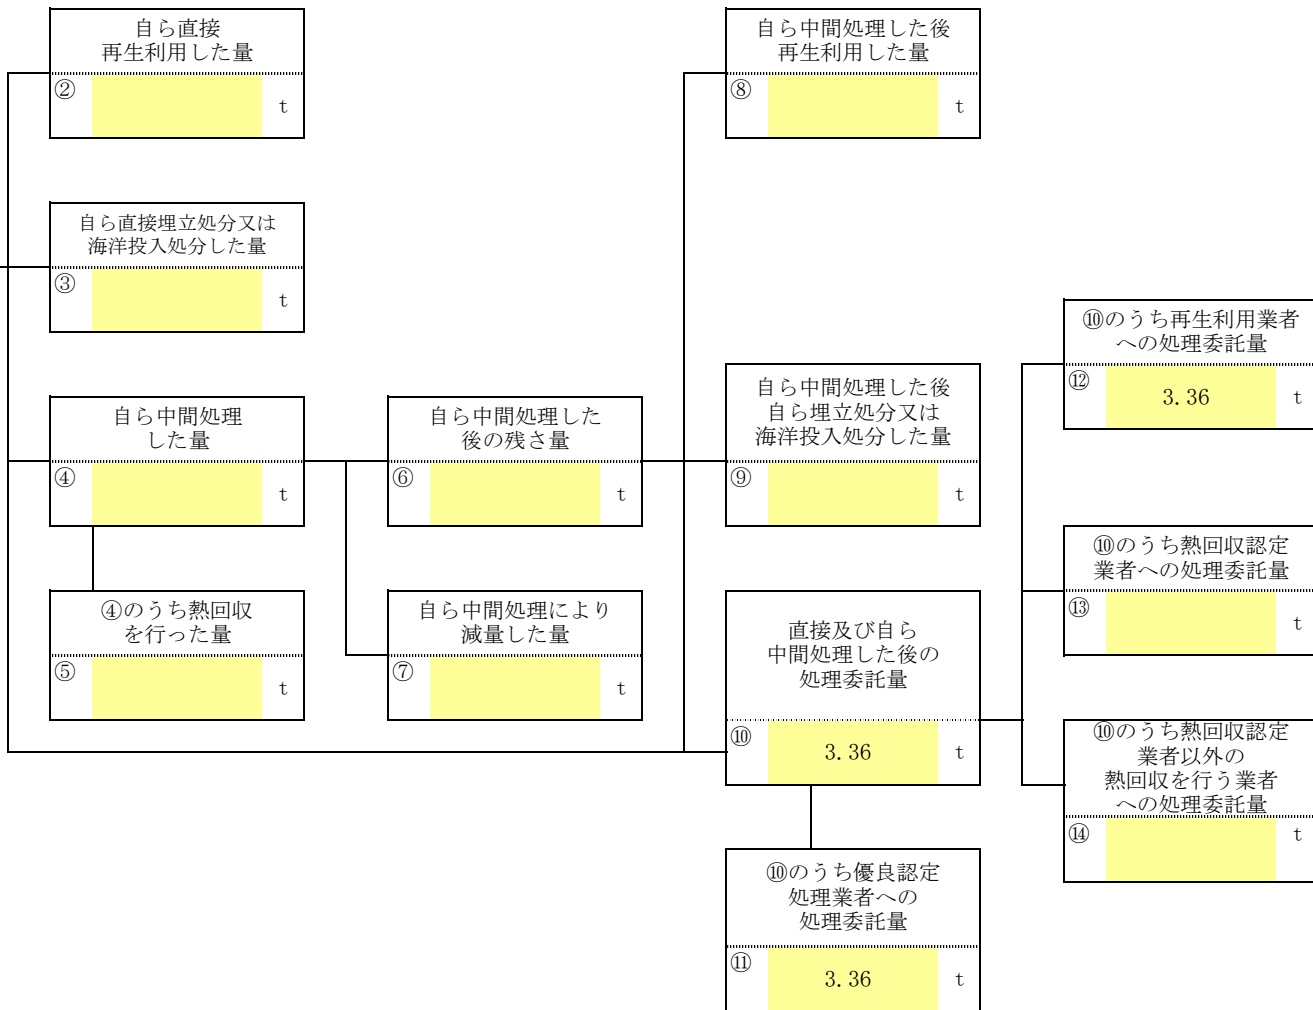 自ら直接
再生利用した量
②
t
自ら中間処理した後
再生利用した量
⑧
t
自ら直接埋立処分又は
海洋投入処分した量
③
t
⑩のうち再生利用業者
への処理委託量
⑫
3.36
t
自ら中間処理
した量
④
t
自ら中間処理した
後の残さ量
⑥
t
自ら中間処理した後
自ら埋立処分又は
海洋投入処分した量
⑨
t
⑩のうち熱回収認定
業者への処理委託量
⑬
t
④のうち熱回収
を行った量
⑤
t
自ら中間処理により
減量した量
⑦
t
直接及び自ら
中間処理した後の
処理委託量
⑩
3.36
t
⑩のうち熱回収認定
業者以外の
熱回収を行う業者
への処理委託量
⑭
t
⑩のうち優良認定
処理業者への
処理委託量
⑪
3.36
t